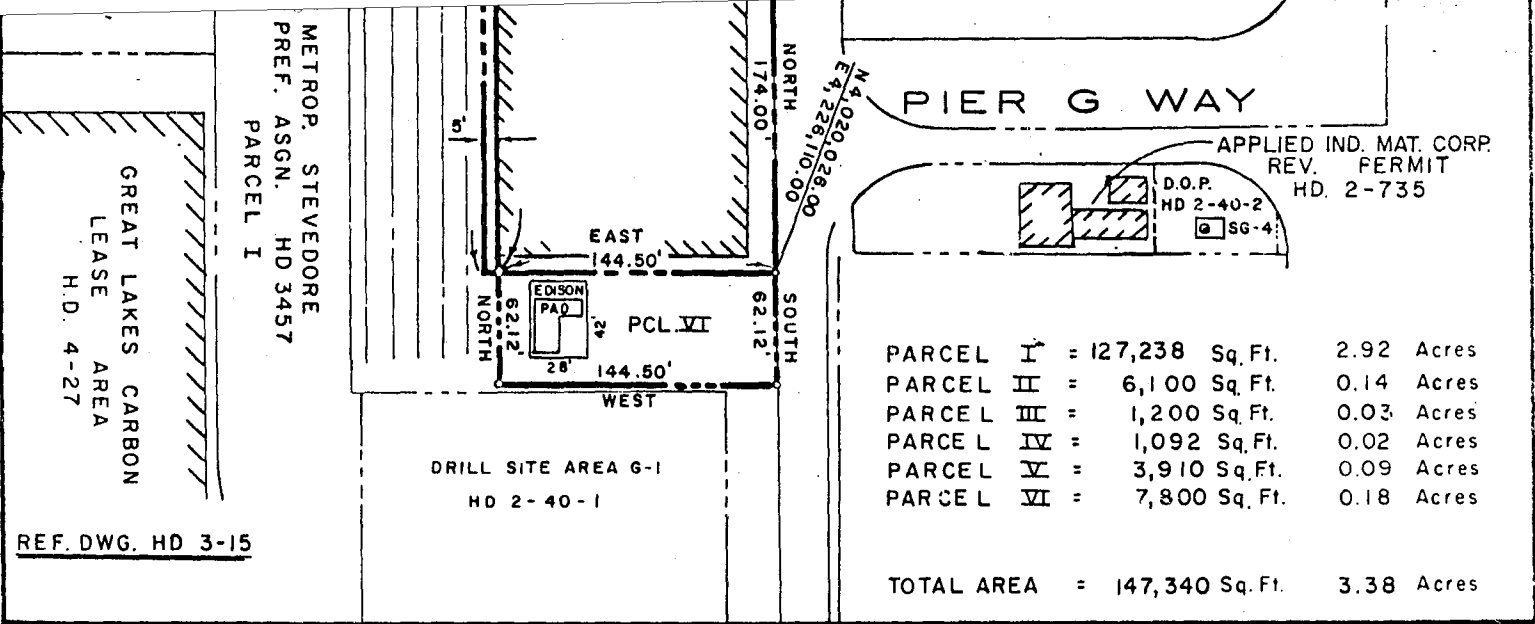 METROP. STEVEDORE
PREF. ASGN. HD 3457
PARCEL I
GREAT LAKES CARBON
LEASE AREA
H.D. 4-27
REF. DWG. HD 3-15
5'
NORTH
174.00'
N 4,020,026.00
E 4,226,110.00
EAST
144.50'
NORTH
62.12'
EDISON
PAD
42'
28'
PCL. VI
62.12'
SOUTH
144.50'
WEST
DRILL SITE AREA G-1
HD 2-40-1
PIER G WAY
APPLIED IND. MAT. CORP.
REV. PERMIT
HD. 2-735
D.O.P.
HD 2-40-2
SG-4
PARCEL I = 127,238 Sq. Ft. 2.92 Acres
PARCEL II = 6,100 Sq. Ft. 0.14 Acres
PARCEL III = 1,200 Sq. Ft. 0.03 Acres
PARCEL IV = 1,092 Sq. Ft. 0.02 Acres
PARCEL V = 3,910 Sq. Ft. 0.09 Acres
PARCEL VI = 7,800 Sq. Ft. 0.18 Acres
TOTAL AREA = 147,340 Sq. Ft. 3.38 Acres